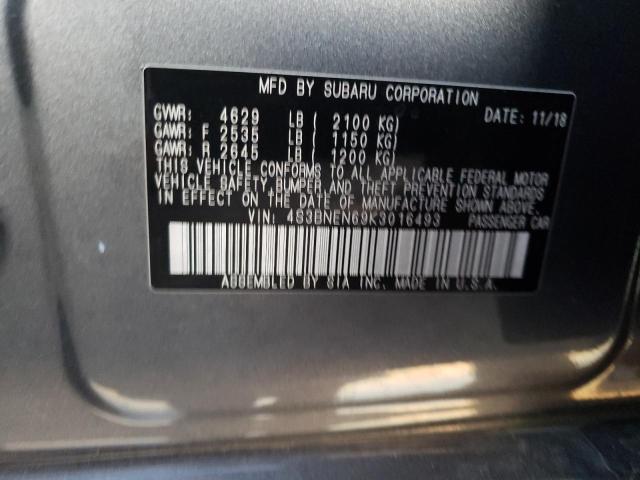 MFD BY SUBARU CORPORATION
GVWR: 4629 LB ( 2100 KG) DATE: 11/18
GAWR: F 2535 LB ( 1150 KG)
GAWR: R 2645 LB ( 1200 KG)
THIS VEHICLE CONFORMS TO ALL APPLICABLE FEDERAL MOTOR
VEHICLE SAFETY, BUMPER, AND THEFT PREVENTION STANDARDS
IN EFFECT ON THE DATE OF MANUFACTURE SHOWN ABOVE.
VIN: 4S3BNEN69K3016493 PASSENGER CAR
ASSEMBLED BY SIA INC. MADE IN U.S.A.